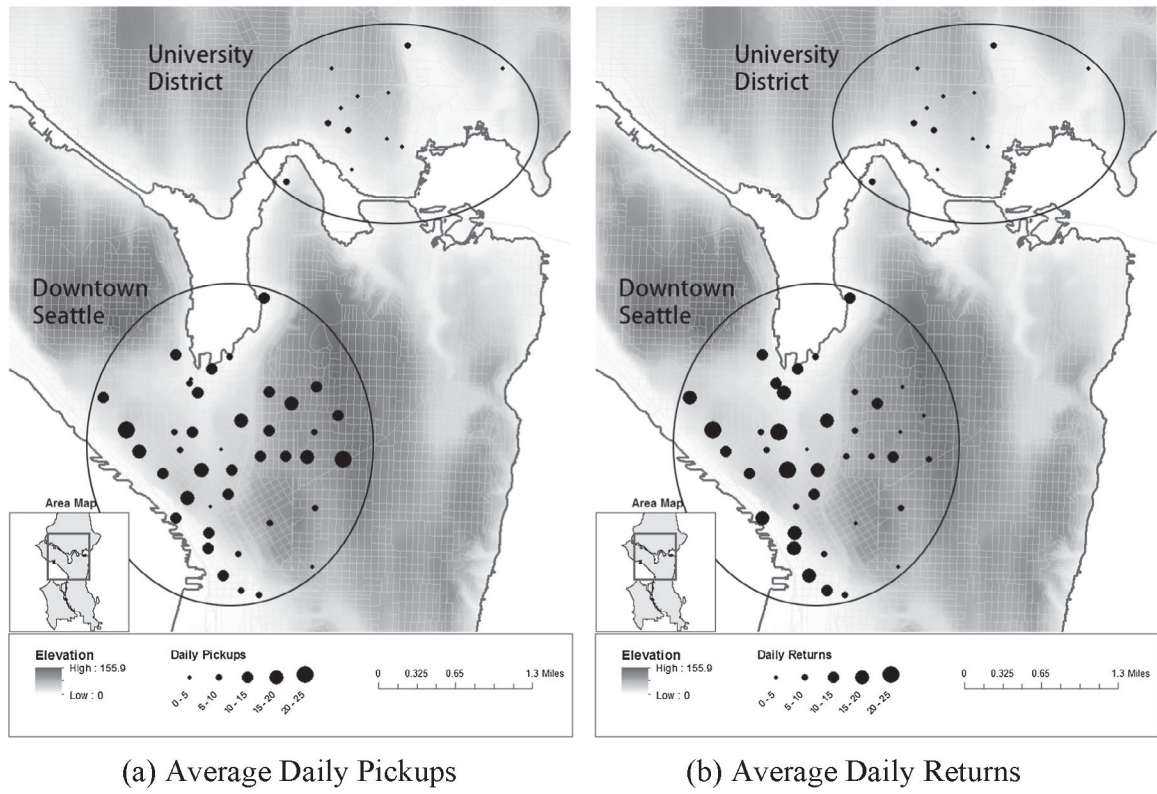 University
District
Downtown
Seattle
Area Map
Elevation
High : 155.9
Low : 0
Daily Pickups
0 - 5
5-10
10 - 15
15 - 20
20 - 25
0 0.325 0.65 1.3 Miles
(a) Average Daily Pickups
University
District
Downtown
Seattle
Area Map
Elevation
High : 155.9
Low : 0
Daily Returns
0 - 5
5-10
10 - 15
15 - 20
20 - 25
0 0.325 0.65 1.3 Miles
(b) Average Daily Returns